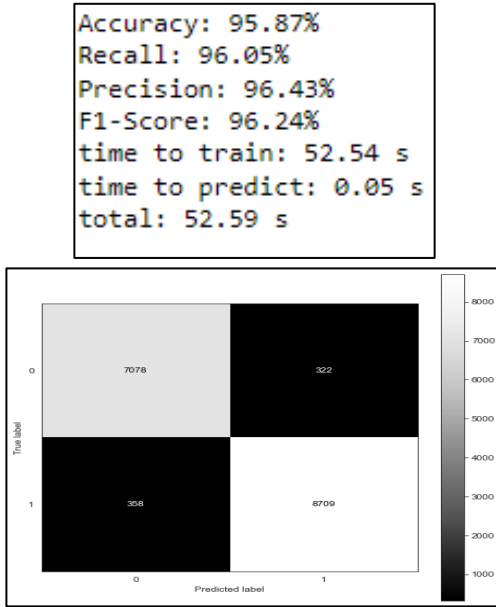 Accuracy: 95.87%
Recall: 96.05%
Precision: 96.43%
F1-Score: 96.24%
time to train: 52.54 s
time to predict: 0.05 s
total: 52.59 s
8000
7000
6000
5000
4000
3000
2000
1000
True label
0
7078
322
1
358
8709
0
1
Predicted label